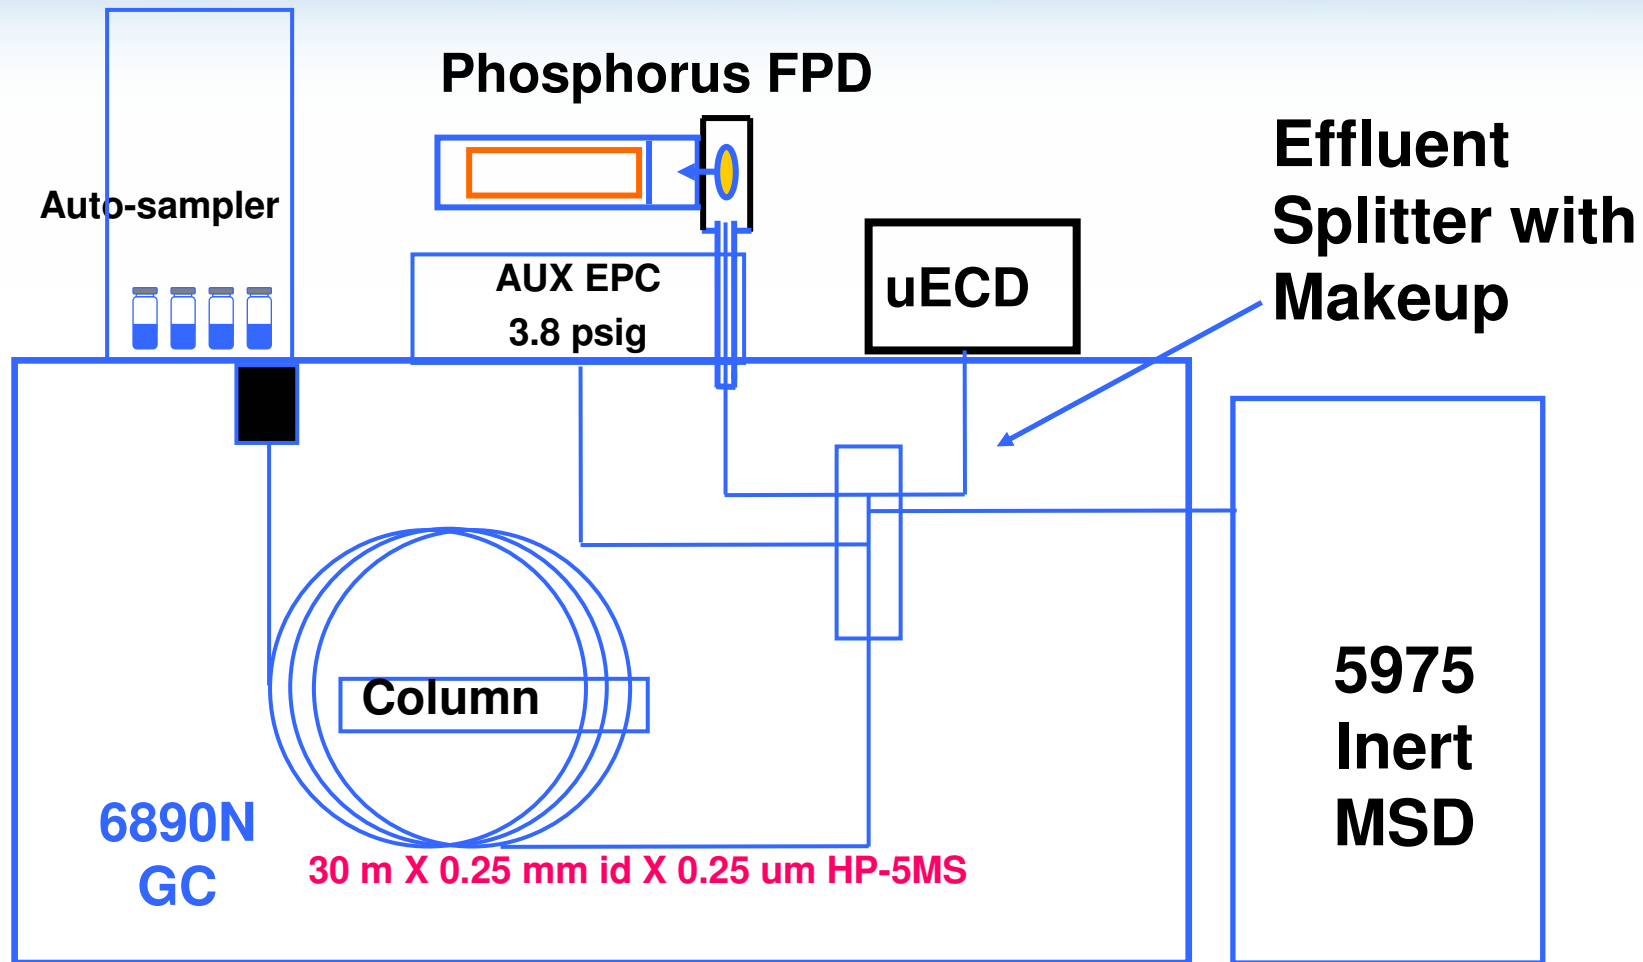 Phosphorus FPD
Effluent
Splitter with
Makeup
Auto-sampler
AUX EPC
3.8 psig
uECD
Column
5975
Inert
MSD
6890N
GC
30 m X 0.25 mm id X 0.25 um HP-5MS